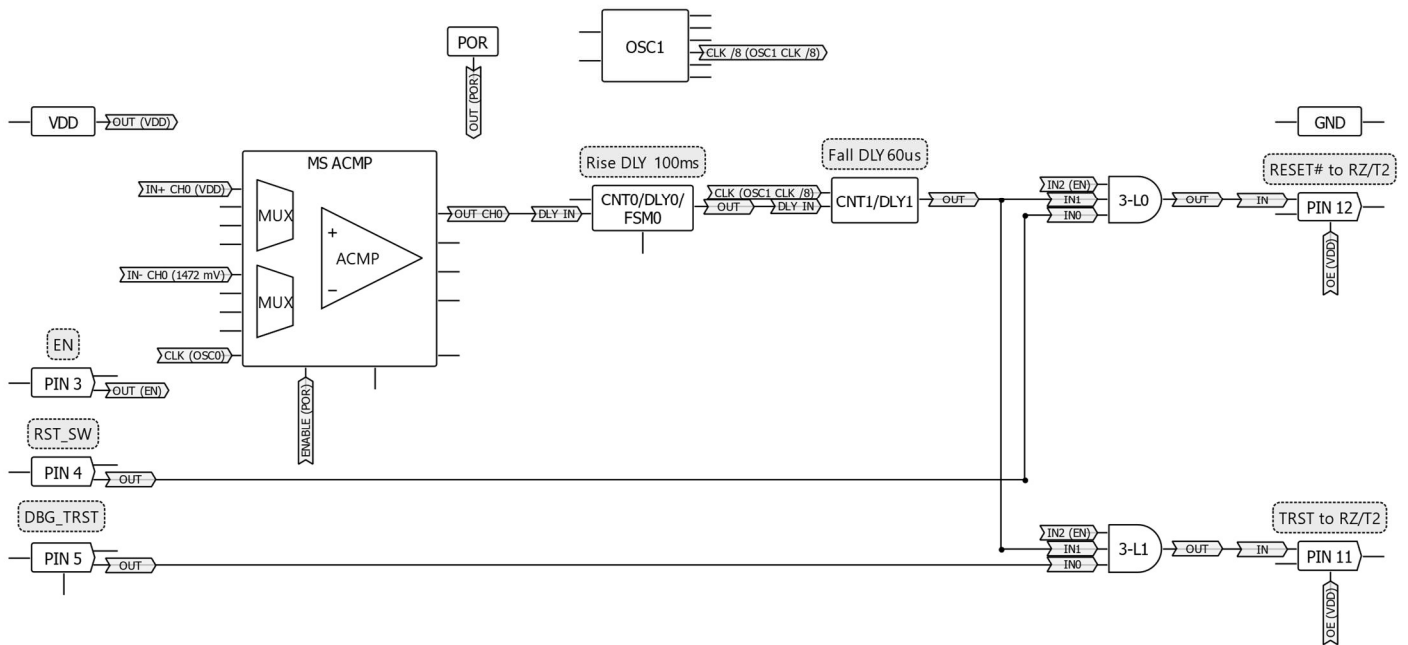 POR
OUT (POR)
OSC1
CLK /8 (OSC1 CLK /8)
VDD
OUT (VDD)
GND
MS ACMP
IN+ CH0 (VDD)
MUX
+
ACMP
−
IN- CH0 (1472 mV)
MUX
CLK (OSC0)
ENABLE (POR)
OUT CH0
DLY IN
Rise DLY 100ms
CNT0/DLY0/
FSM0
OUT
Fall DLY 60us
CLK (OSC1 CLK /8)
DLY IN
CNT1/DLY1
OUT
IN2 (EN)
IN1
IN0
3-L0
OUT
IN
RESET# to RZ/T2
PIN 12
OE (VDD)
EN
PIN 3
OUT (EN)
RST_SW
PIN 4
OUT
DBG_TRST
PIN 5
OUT
IN2 (EN)
IN1
IN0
3-L1
OUT
IN
TRST to RZ/T2
PIN 11
OE (VDD)